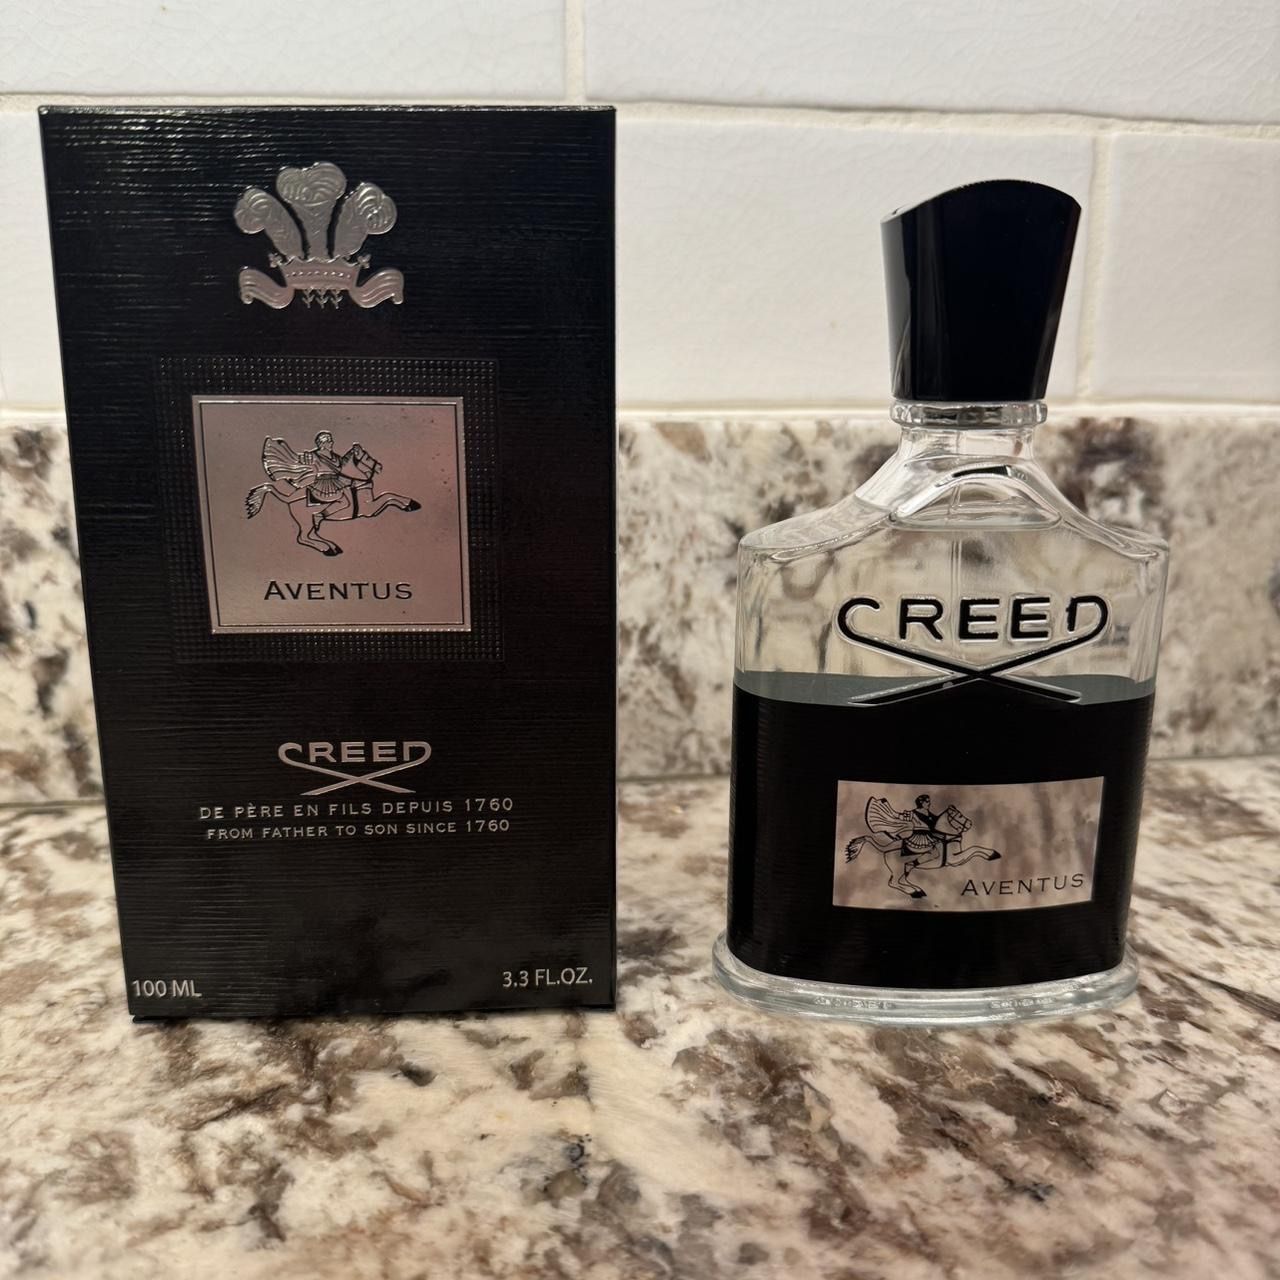 AVENTUS
CREED
DE PÈRE EN FILS DEPUIS 1760
FROM FATHER TO SON SINCE 1760
100 ML
3.3 FL.OZ.
CREED
AVENTUS